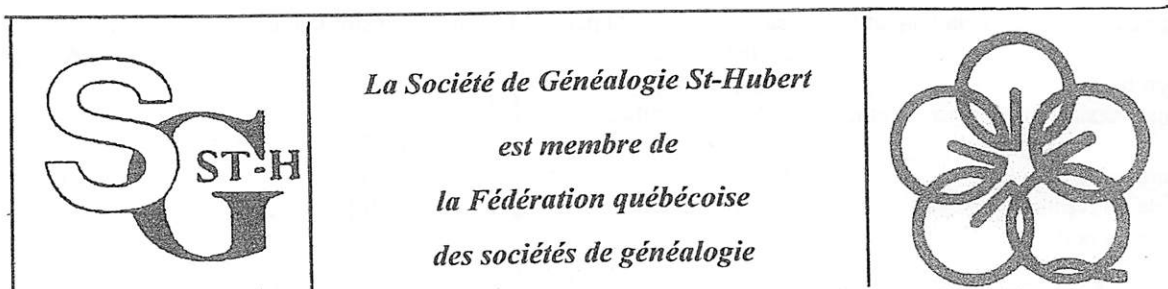 SG
ST-H
La Société de Généalogie St-Hubert
est membre de
la Fédération québécoise
des sociétés de généalogie